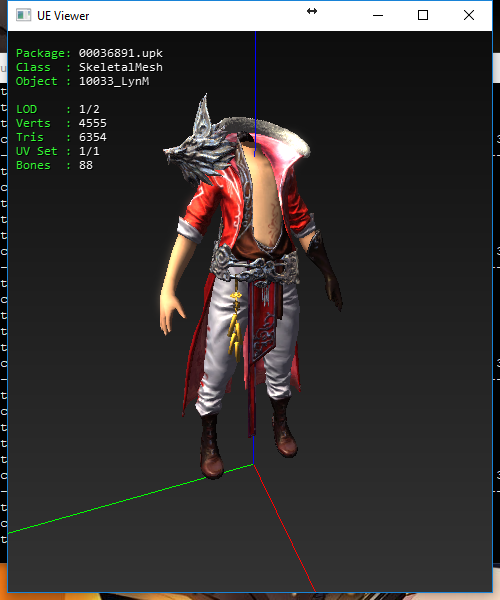 UE Viewer
Package: 00036891.upk
Class : SkeletalMesh
Object : 10033_LynM
LOD : 1/2
Verts : 4555
Tris : 6354
UV Set : 1/1
Bones : 88